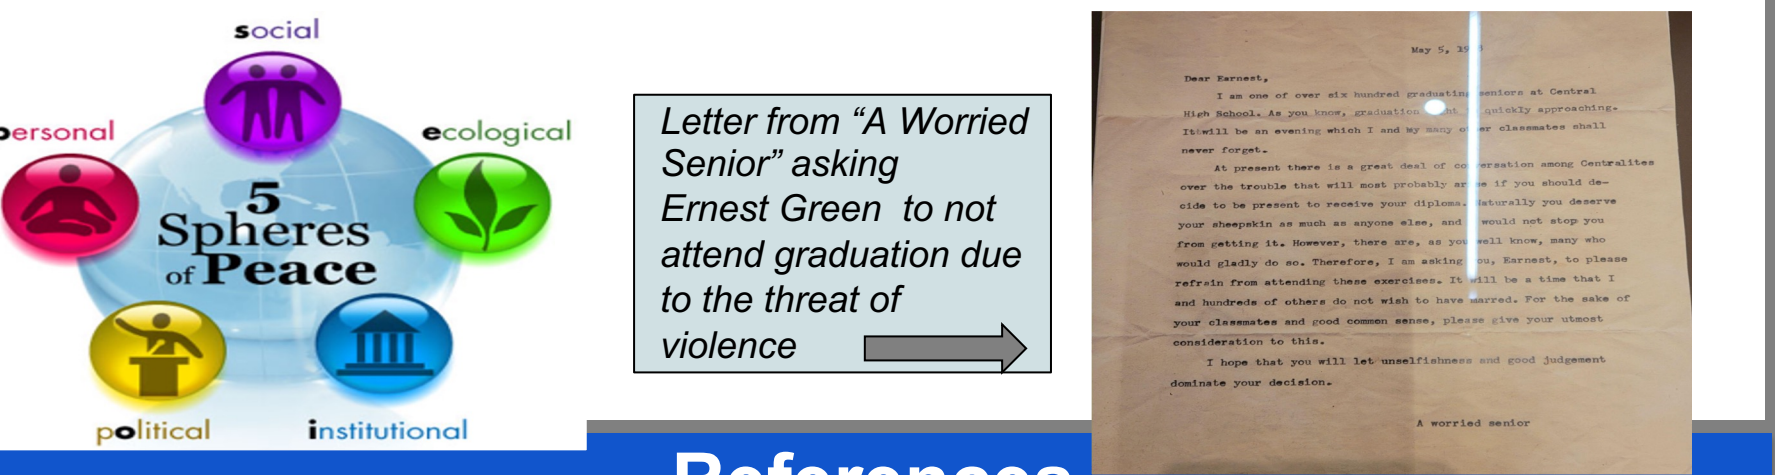 social
personal
ecological
5
Spheres
of Peace
political
institutional
Letter from “A Worried
Senior” asking
Ernest Green to not
attend graduation due
to the threat of
violence
May 5, 19
Dear Earnest,
I am one of over six hundred graduating seniors at Central
High School. As you know, graduation quickly approaching.
It will be an evening which I and my many other classmates shall
never forget.
At present there is a great deal of conversation among Centralites
over the trouble that will most probably arise if you should de-
cide to be present to receive your diploma. Naturally you deserve
your sheepskin as much as anyone else, and I would not stop you
from getting it. However, there are, as you well know, many who
would gladly do so. Therefore, I am asking you, Earnest, to please
refrain from attending these exercises. It will be a time that I
and hundreds of others do not wish to have marred. For the sake of
your classmates and good common sense, please give your utmost
consideration to this.
I hope that you will let unselfishness and good judgement
dominate your decision.
A worried senior
References